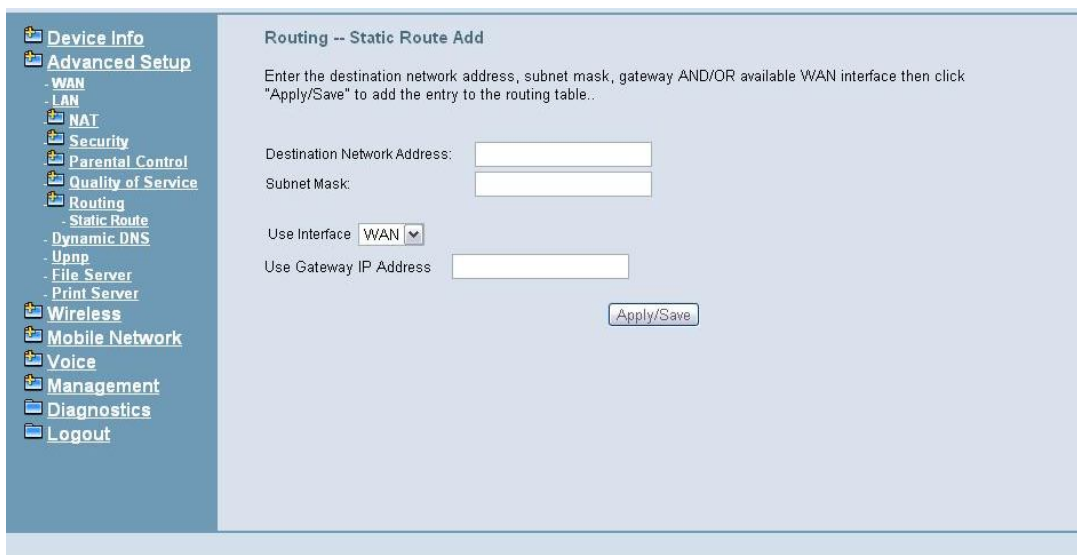 Device Info
Advanced Setup
- WAN
- LAN
NAT
Security
Parental Control
Quality of Service
Routing
- Static Route
- Dynamic DNS
- Upnp
- File Server
- Print Server
Wireless
Mobile Network
Voice
Management
Diagnostics
Logout
Routing -- Static Route Add
Enter the destination network address, subnet mask, gateway AND/OR available WAN interface then click
"Apply/Save" to add the entry to the routing table..
Destination Network Address:
Subnet Mask:
Use Interface WAN
Use Gateway IP Address
Apply/Save